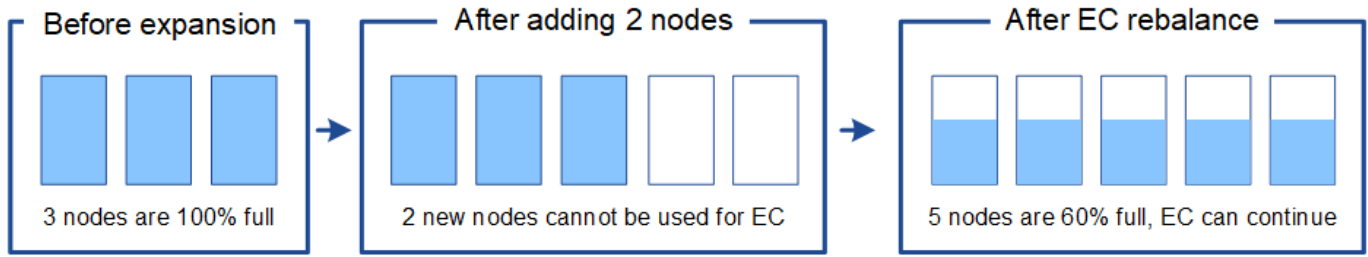 Before expansion
3 nodes are 100% full
After adding 2 nodes
2 new nodes cannot be used for EC
After EC rebalance
5 nodes are 60% full, EC can continue